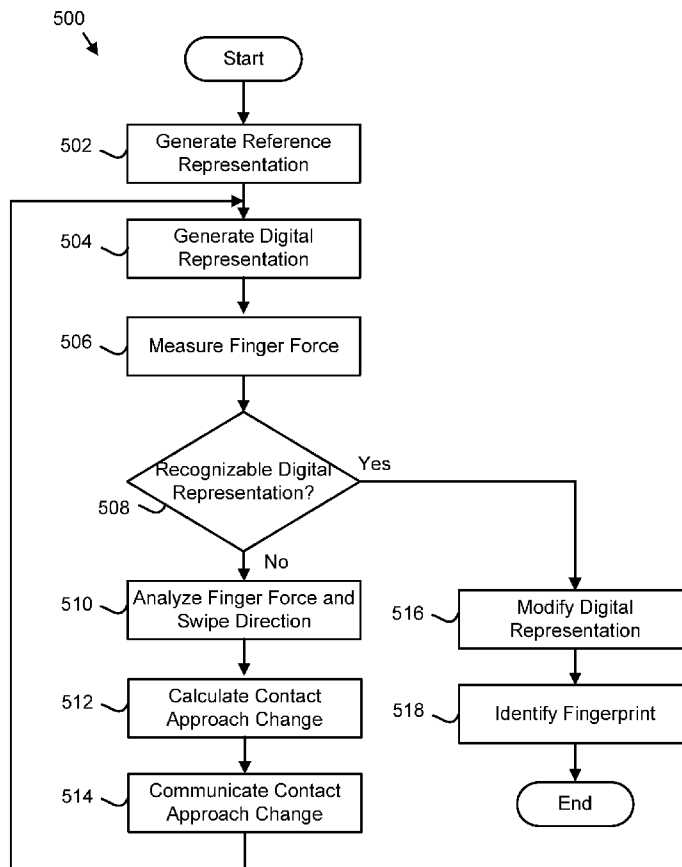 500
Start
502
Generate Reference
Representation
504
Generate Digital
Representation
506
Measure Finger Force
Recognizable Digital
Representation?
508
Yes
No
510
Analyze Finger Force and
Swipe Direction
512
Calculate Contact
Approach Change
514
Communicate Contact
Approach Change
516
Modify Digital
Representation
518
Identify Fingerprint
End